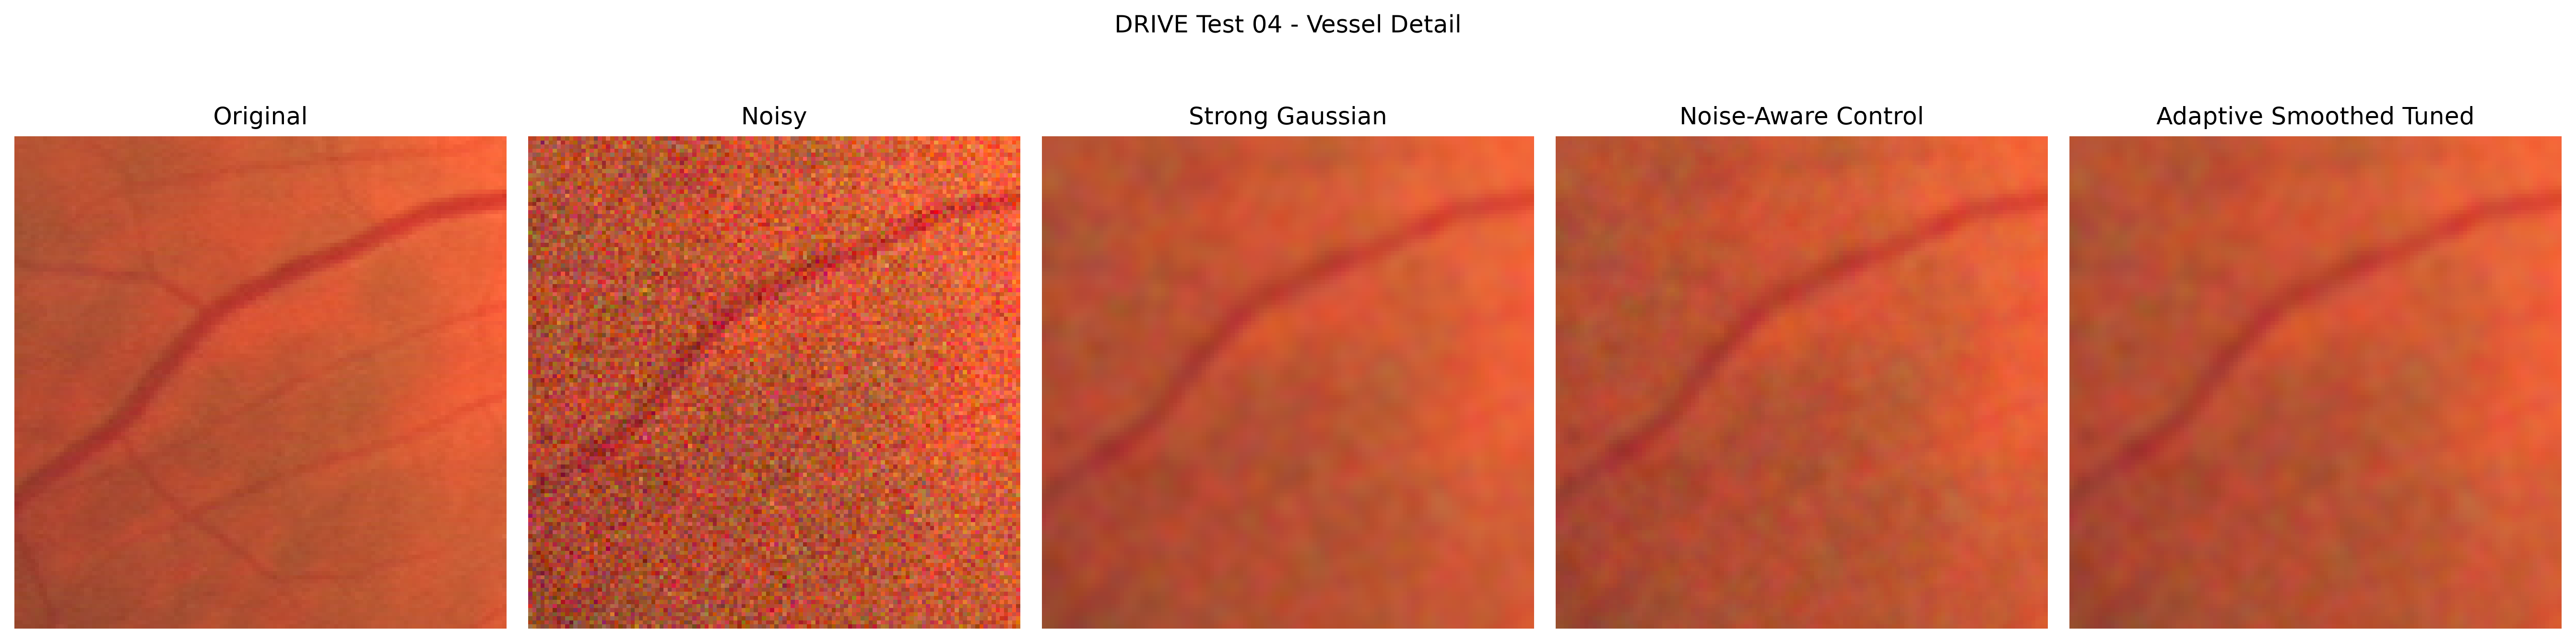 DRIVE Test 04 - Vessel Detail
Original
Noisy
Strong Gaussian
Noise-Aware Control
Adaptive Smoothed Tuned